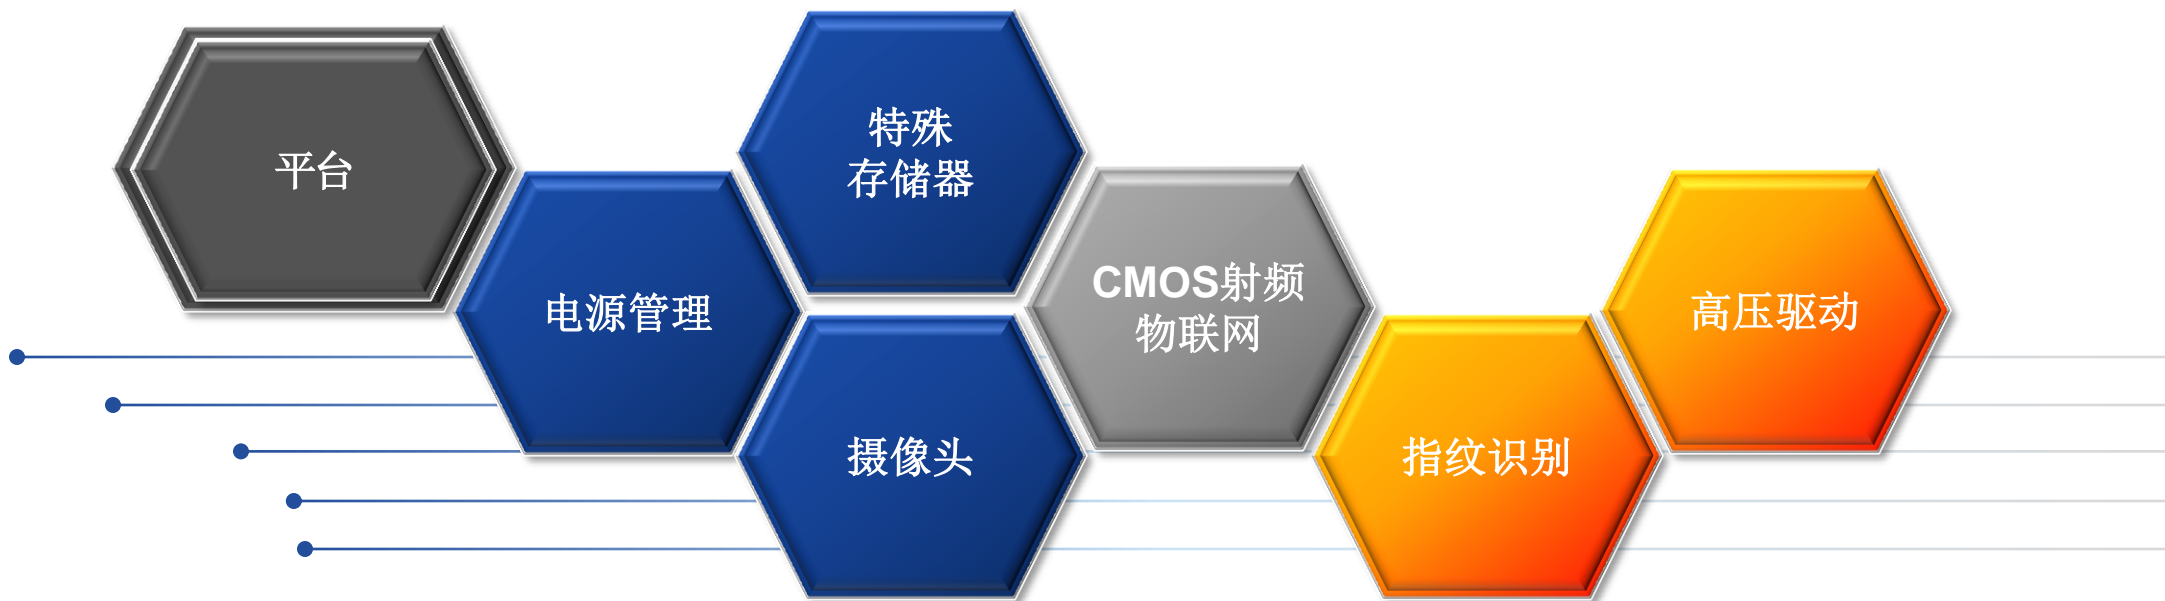 平台
电源管理
特殊
存储器
摄像头
CMOS射频
物联网
指纹识别
高压驱动